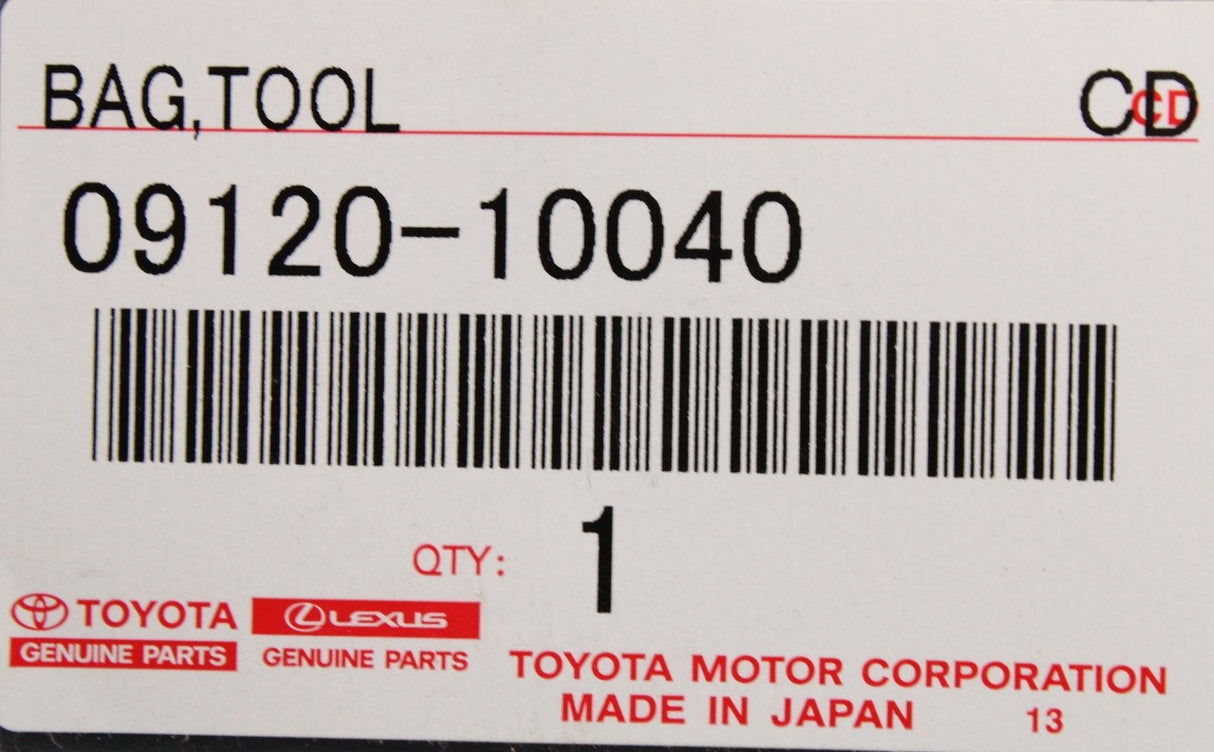 BAG,TOOL CD CD
09120-10040
QTY: 1
TOYOTA LEXUS
GENUINE PARTS GENUINE PARTS
TOYOTA MOTOR CORPORATION
MADE IN JAPAN 13